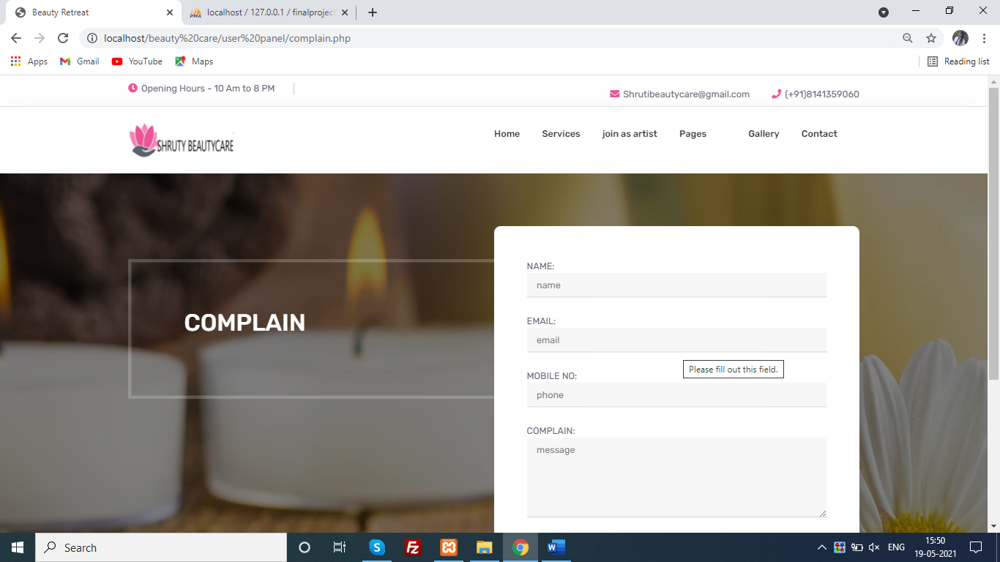 Beauty Retreat
localhost / 127.0.0.1 / finalproject
localhost/beauty%20care/user%20panel/complain.php
Apps Gmail YouTube Maps Reading list
Opening Hours - 10 Am to 8 PM
Shrutibeautycare@gmail.com (+91)8141359060
SHRUTY BEAUTYCARE
Home Services join as artist Pages Gallery Contact
COMPLAIN
NAME:
name
EMAIL:
email
Please fill out this field.
MOBILE NO:
phone
COMPLAIN:
message
Search
ENG
15:50
19-05-2021